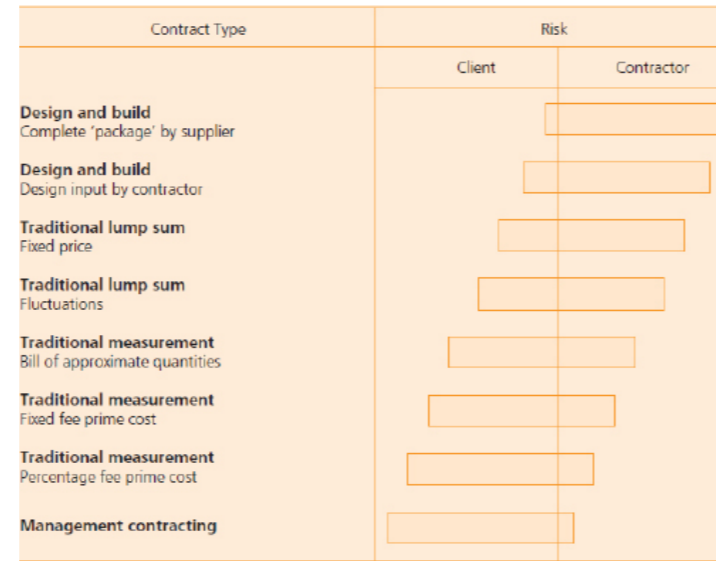 Contract Type
Risk
Client
Contractor
Design and build
Complete ‘package’ by supplier
Design and build
Design input by contractor
Traditional lump sum
Fixed price
Traditional lump sum
Fluctuations
Traditional measurement
Bill of approximate quantities
Traditional measurement
Fixed fee prime cost
Traditional measurement
Percentage fee prime cost
Management contracting